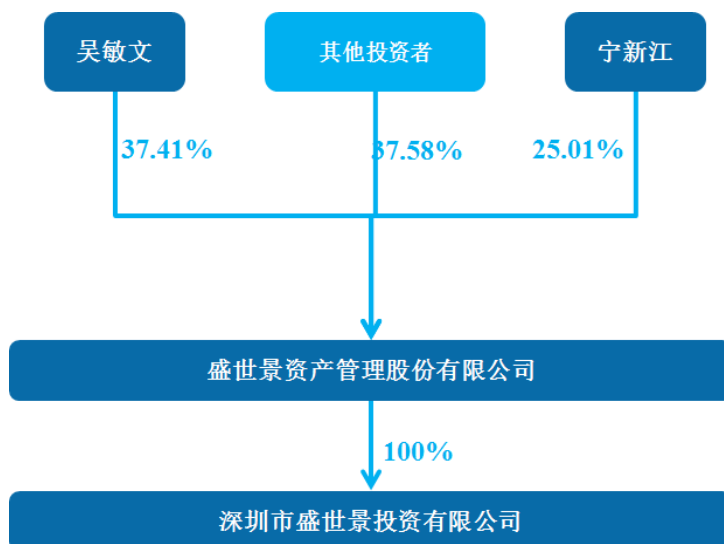 吴敏文
其他投资者
宁新江
37.41%
37.58%
25.01%
盛世景资产管理股份有限公司
100%
深圳市盛世景投资有限公司